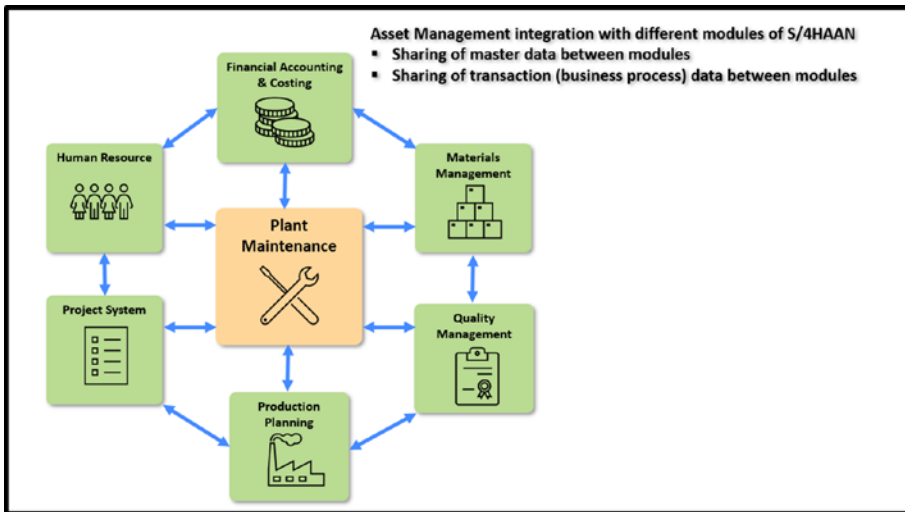 Asset Management integration with different modules of S/4HAAN
▪ Sharing of master data between modules
▪ Sharing of transaction (business process) data between modules
Financial Accounting
& Costing
Human Resource
Materials
Management
Plant
Maintenance
Project System
Quality
Management
Production
Planning